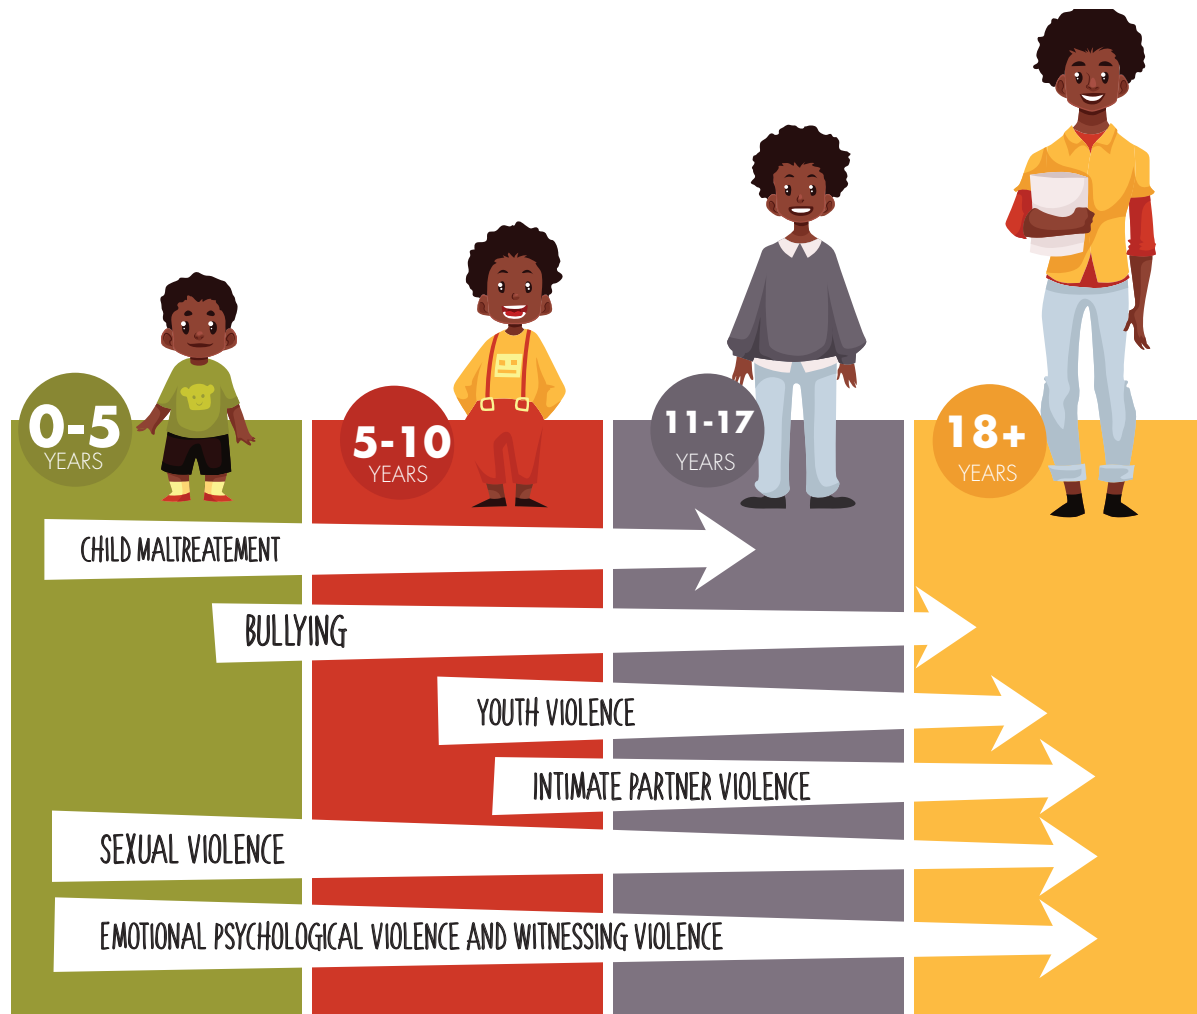 0-5
YEARS
5-10
YEARS
11-17
YEARS
18+
YEARS
CHILD MALTREATEMENT
BULLYING
YOUTH VIOLENCE
INTIMATE PARTNER VIOLENCE
SEXUAL VIOLENCE
EMOTIONAL PSYCHOLOGICAL VIOLENCE AND WITNESSING VIOLENCE